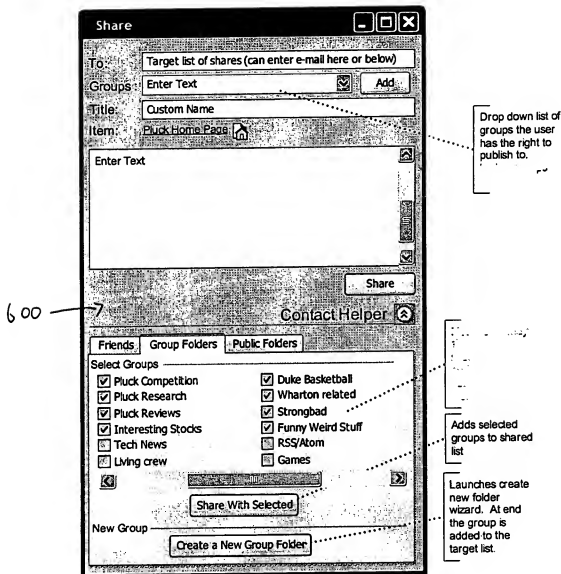 Share
To:
Target list of shares (can enter e-mail here or below)
Groups:
Enter Text
Add
Title:
Custom Name
Item:
Pluck Home Page
Enter Text
Share
Contact Helper
Friends
Group Folders
Public Folders
Select Groups
Pluck Competition
Duke Basketball
Pluck Research
Wharton related
Pluck Reviews
Strongbad
Interesting Stocks
Funny Weird Stuff
Tech News
RSS/Atom
Living crew
Games
Share With Selected
New Group
Create a New Group Folder
Drop down list of
groups the user
has the right to
publish to.
600
Adds selected
groups to shared
list
Launches create
new folder
wizard. At end
the group is
added to the
target list.